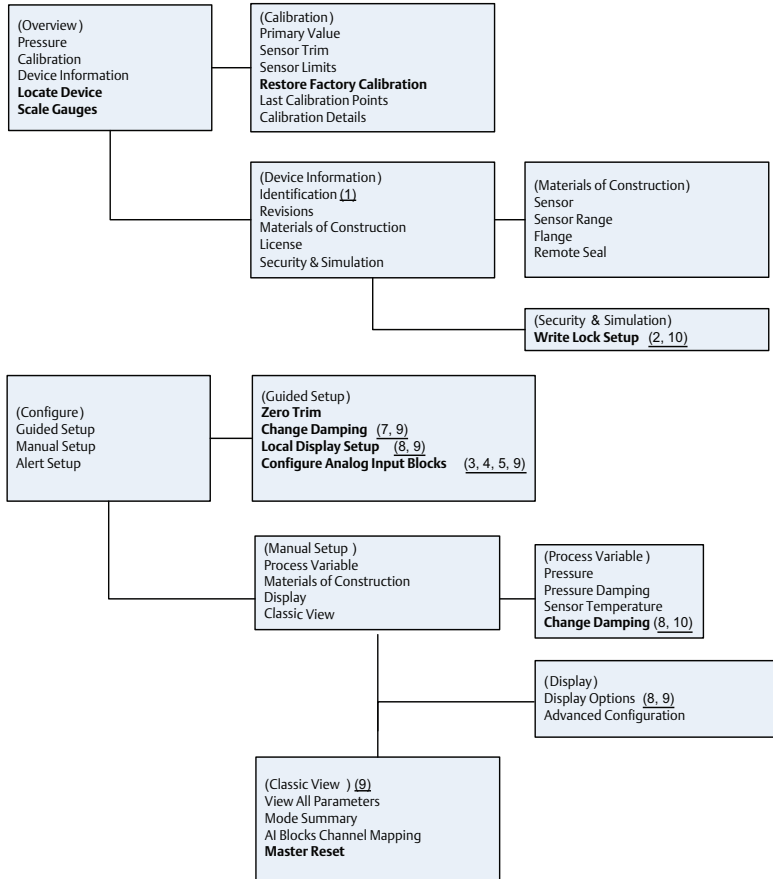 (Overview)
Pressure
Calibration
Device Information
Locate Device
Scale Gauges
(Calibration)
Primary Value
Sensor Trim
Sensor Limits
Restore Factory Calibration
Last Calibration Points
Calibration Details
(Device Information)
Identification (1)
Revisions
Materials of Construction
License
Security & Simulation
(Materials of Construction)
Sensor
Sensor Range
Flange
Remote Seal
(Security & Simulation)
Write Lock Setup (2, 10)
(Configure)
Guided Setup
Manual Setup
Alert Setup
(Guided Setup)
Zero Trim
Change Damping (7, 9)
Local Display Setup (8, 9)
Configure Analog Input Blocks (3, 4, 5, 9)
(Manual Setup )
Process Variable
Materials of Construction
Display
Classic View
(Process Variable )
Pressure
Pressure Damping
Sensor Temperature
Change Damping (8, 10)
(Display)
Display Options (8, 9)
Advanced Configuration
(Classic View ) (9)
View All Parameters
Mode Summary
AI Blocks Channel Mapping
Master Reset